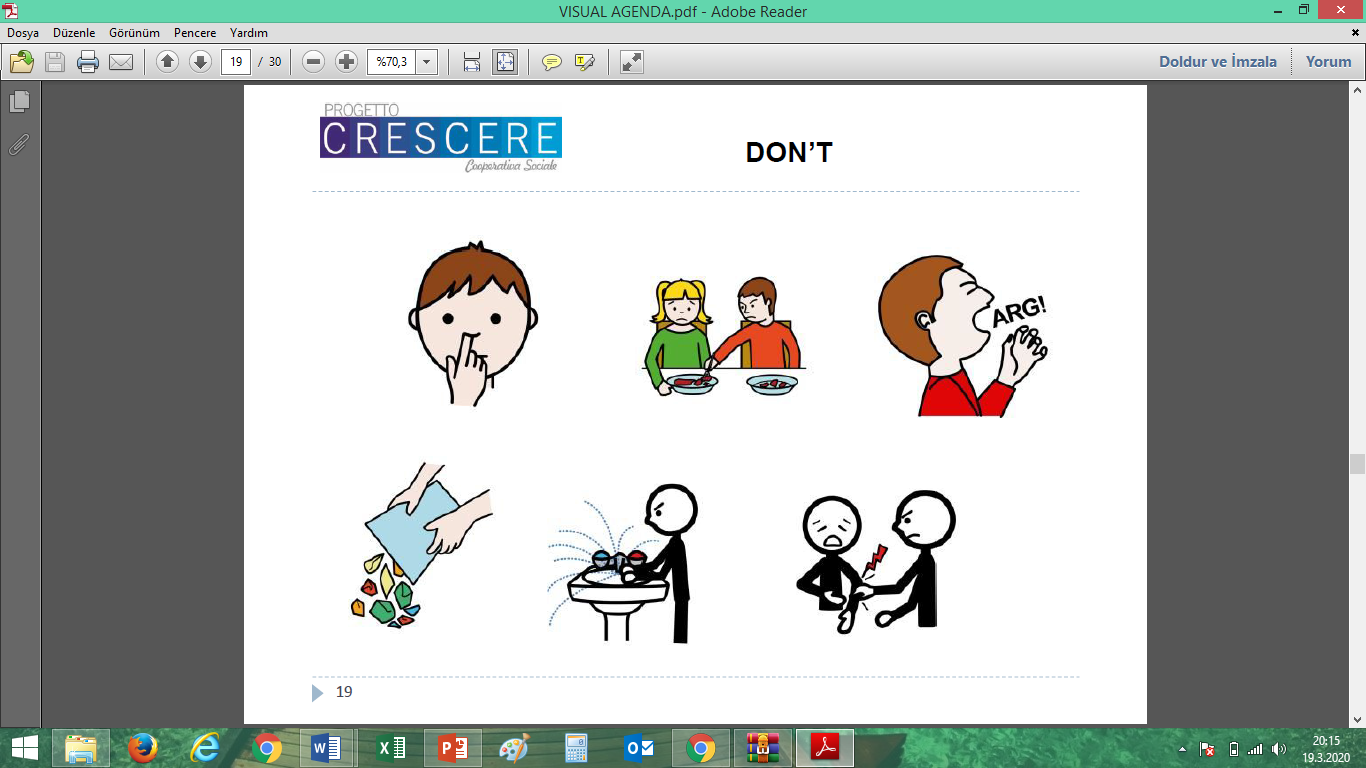 VISUAL AGENDA.pdf - Adobe Reader
Dosya Düzenle Görünüm Pencere Yardım
19 / 30 %70,3 Doldur ve İmzala Yorum
PROGETTO
CRESCERE
Cooperativa Sociale
DON'T
ARG!
19
20:15
19.3.2020